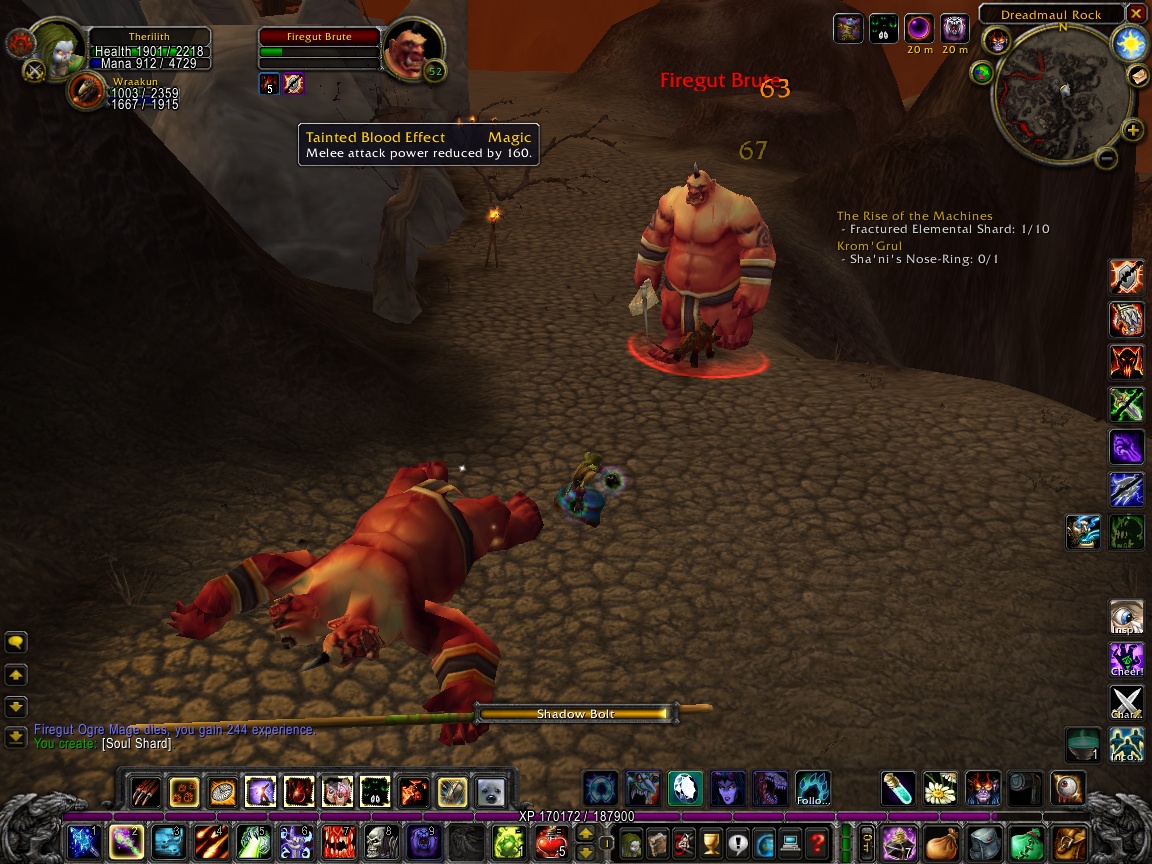 Therilith
Health 1901 / 2218
Mana 912 / 4729
Wraakun
1003 / 2359
1667 / 1915
Firegut Brute
52
5
20 m 20 m
Dreadmaul Rock
N
Firegut Brute
63
67
Tainted Blood Effect Magic
Melee attack power reduced by 160.
The Rise of the Machines
- Fractured Elemental Shard: 1/10
Krom'Grul
- Sha'ni's Nose-Ring: 0/1
Cheer!
Shadow Bolt
Firegut Ogre Mage dies, you gain 244 experience.
You create: [Soul Shard].
1
Follo...
XP 170172 / 187900
1 2 3 4 5 6 7 8 9
1 5 1
7